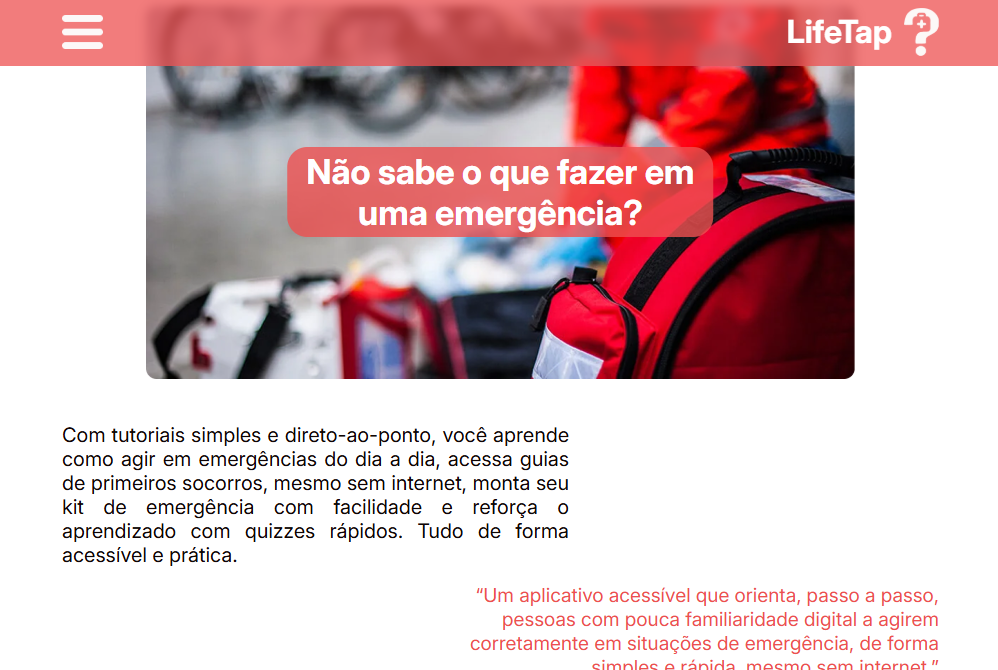 LifeTap
Não sabe o que fazer em
uma emergência?
Com tutoriais simples e direto-ao-ponto, você aprende
como agir em emergências do dia a dia, acessa guias
de primeiros socorros, mesmo sem internet, monta seu
kit de emergência com facilidade e reforça o
aprendizado com quizzes rápidos. Tudo de forma
acessível e prática.
“Um aplicativo acessível que orienta, passo a passo,
pessoas com pouca familiaridade digital a agirem
corretamente em situações de emergência, de forma
simples e rápida, mesmo sem internet.”